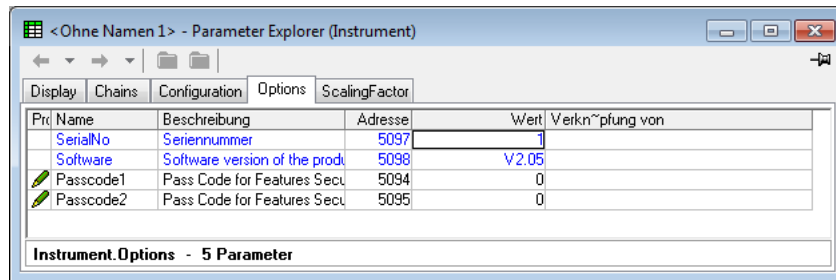 <Ohne Namen 1> - Parameter Explorer (Instrument)
Display Chains Configuration Options ScalingFactor
Pro Name Beschreibung Adresse Wert Verkn~pfung von
SerialNo Seriennummer 5097 1
Software Software version of the produ 5098 V2.05
Passcode1 Pass Code for Features Secu 5094 0
Passcode2 Pass Code for Features Secu 5095 0
Instrument.Options - 5 Parameter